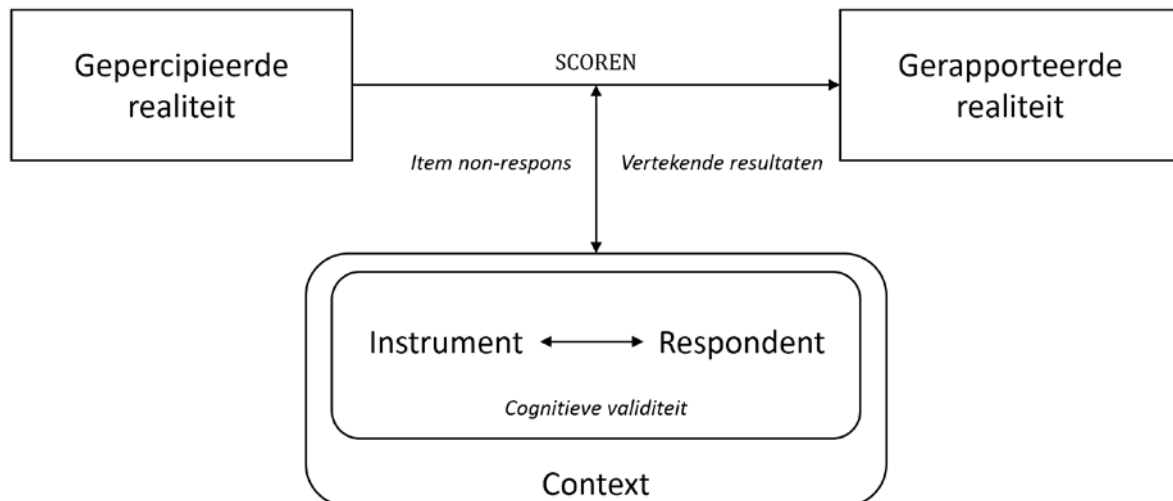 Gepercipieerde
realiteit
SCOREN
Gerapporteerde
realiteit
Item non-respons
Vertekende resultaten
Instrument
Respondent
Cognitieve validiteit
Context